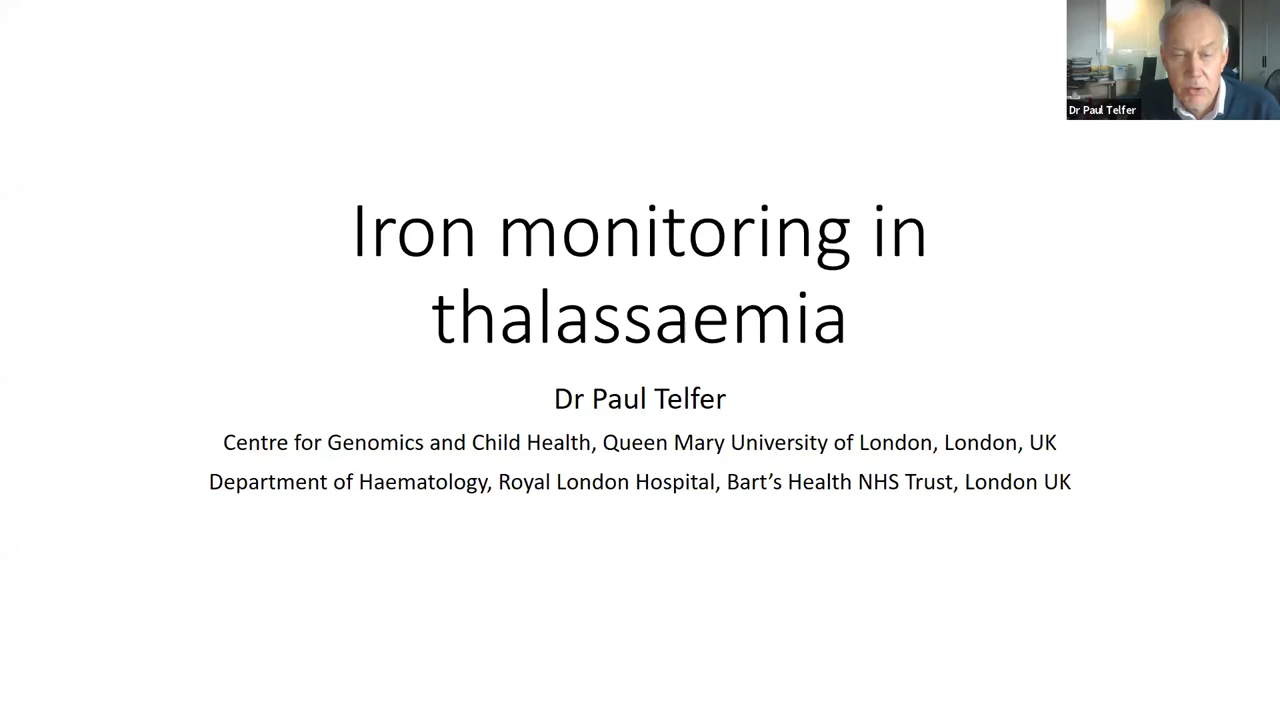 Dr Paul Telfer
Iron monitoring in
thalassaemia
Dr Paul Telfer
Centre for Genomics and Child Health, Queen Mary University of London, London, UK
Department of Haematology, Royal London Hospital, Bart’s Health NHS Trust, London UK